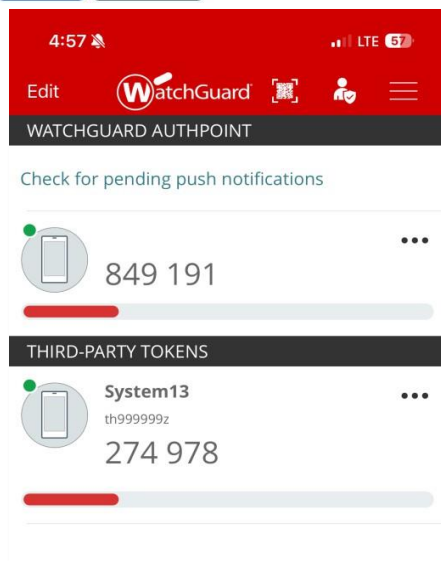 4:57
LTE 57
Edit
WatchGuard
WATCHGUARD AUTHPOINT
Check for pending push notifications
849 191
THIRD-PARTY TOKENS
System13
th999999z
274 978